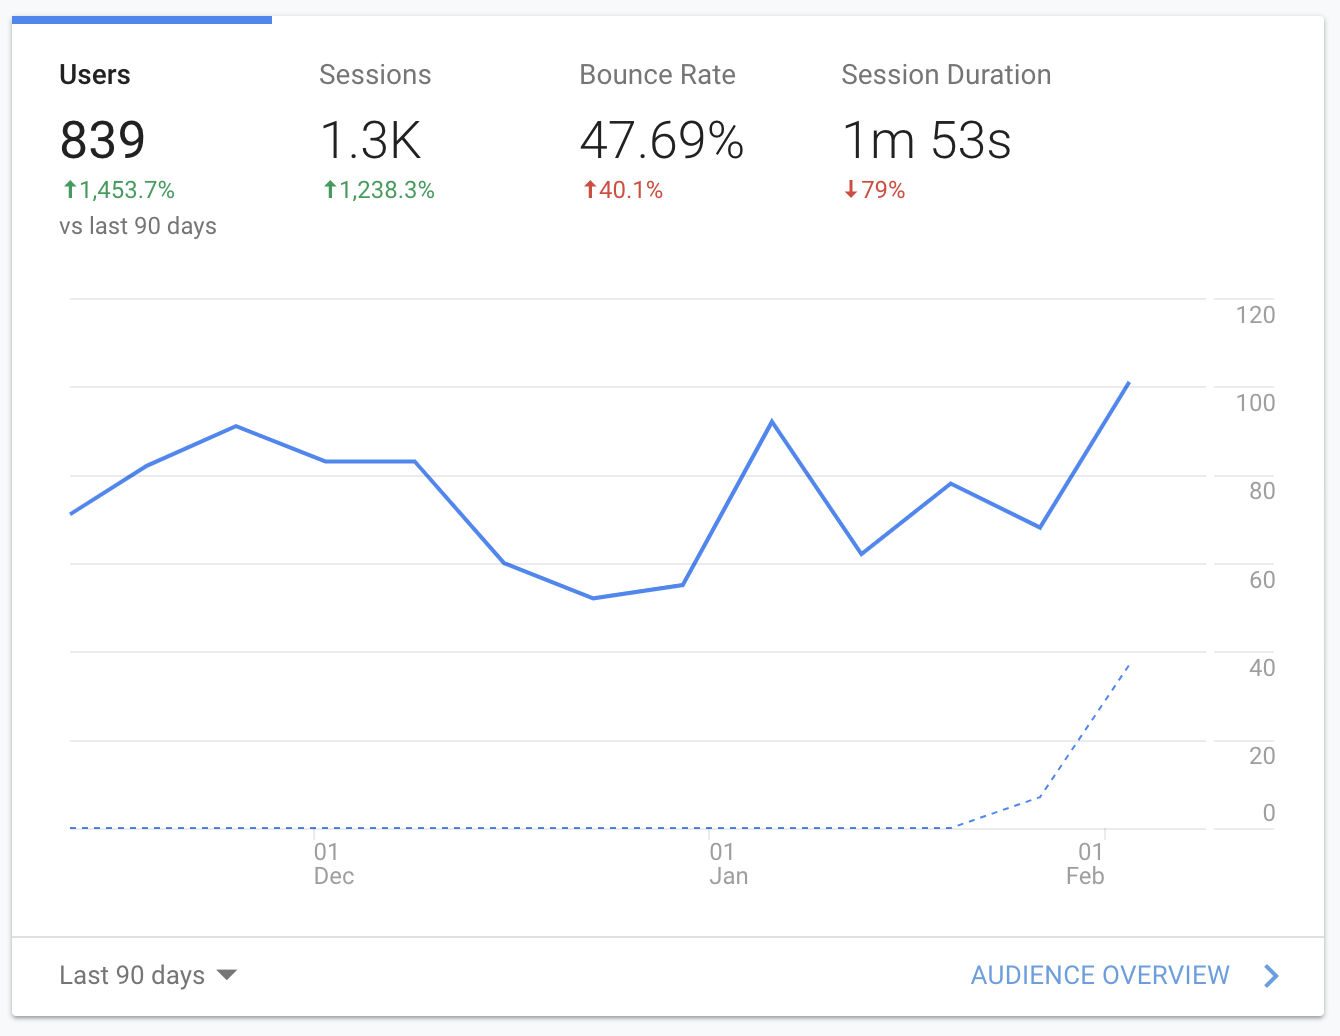 Users
839
↑1,453.7%
vs last 90 days
Sessions
1.3K
↑1,238.3%
Bounce Rate
47.69%
↑40.1%
Session Duration
1m 53s
↓79%
120
100
80
60
40
20
0
01
Dec
01
Jan
01
Feb
Last 90 days
AUDIENCE OVERVIEW